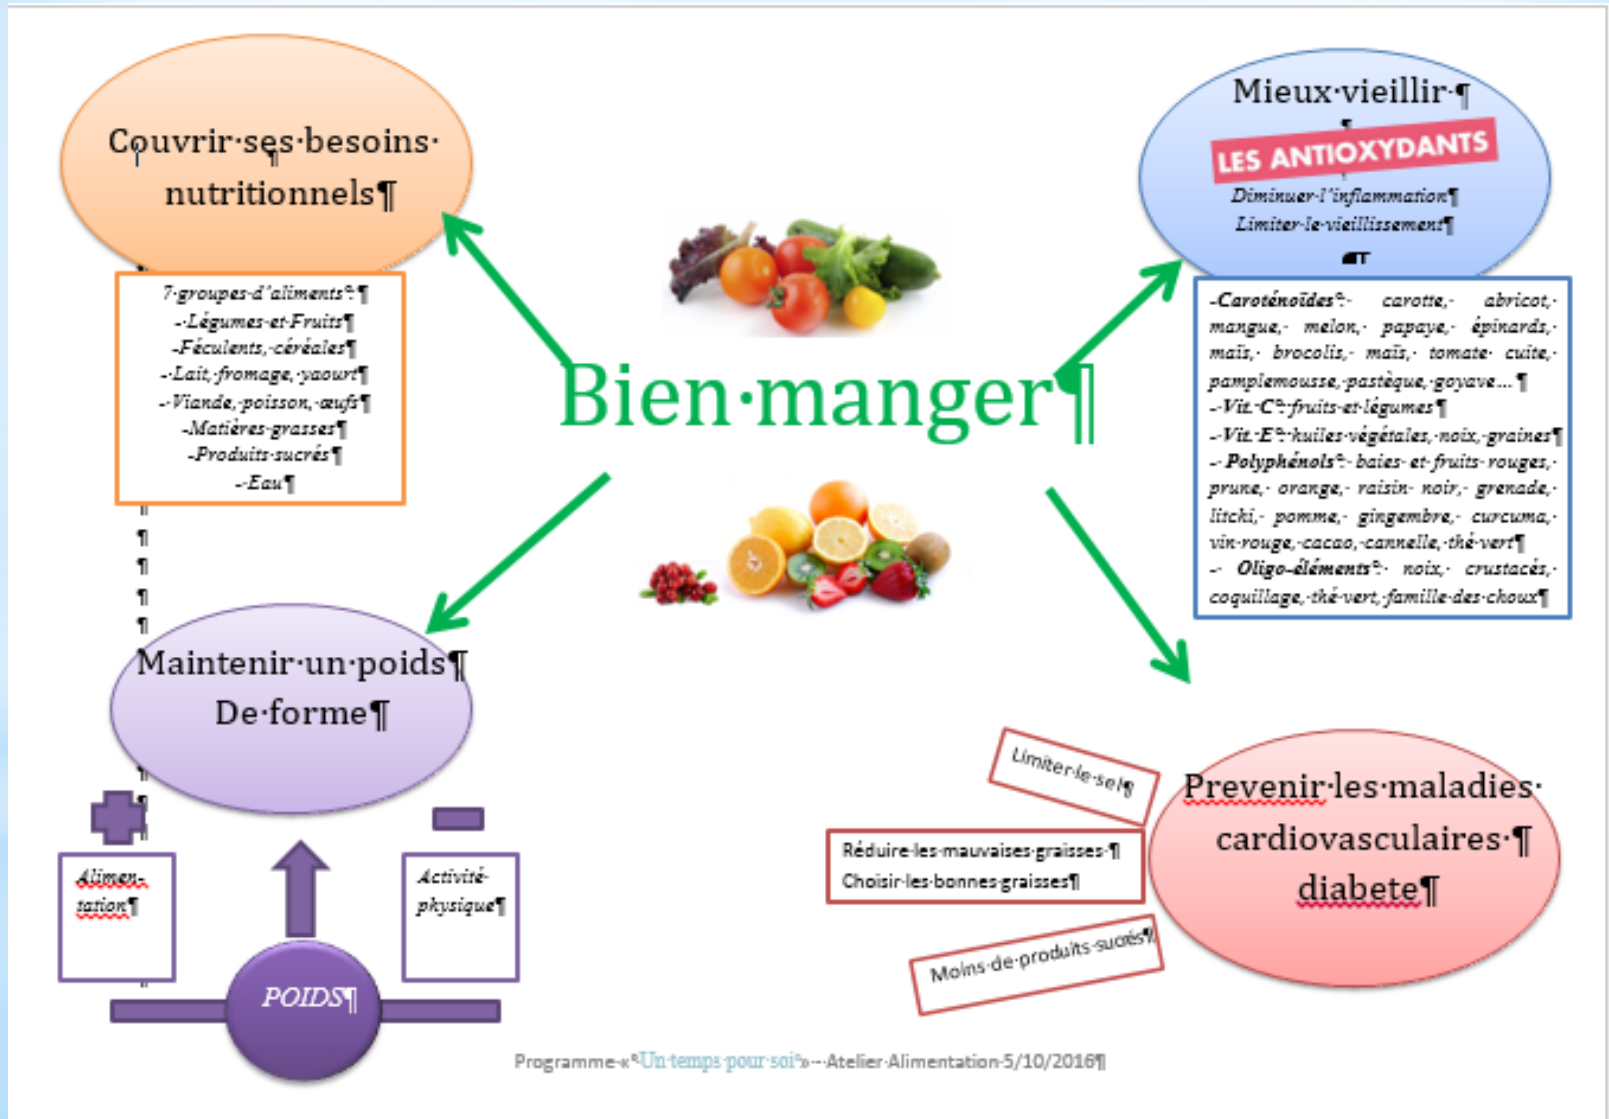 Couvrir ses besoins
nutritionnels
7 groupes d'aliments :
- Légumes et Fruits
-Féculents, céréales
- Lait, fromage, yaourt
- Viande, poisson, œufs
-Matières grasses
-Produits sucrés
- Eau
Mieux vieillir
LES ANTIOXYDANTS
Diminuer l'inflammation
Limiter le vieillissement
-Caroténoïdes : carotte, abricot,
mangue, melon, papaye, épinards,
maïs, brocolis, maïs, tomate cuite,
pamplemousse, pastèque, goyave...
- Vit. C : fruits et légumes
- Vit. E : huiles végétales, noix, graines
- Polyphénols : baies et fruits rouges,
prune, orange, raisin noir, grenade,
litchi, pomme, gingembre, curcuma,
vin rouge, cacao, cannelle, thé vert
- Oligo-éléments : noix, crustacés,
coquillage, thé vert, famille des choux
Bien manger
Maintenir un poids
De forme
Alimen-
tation
Activité
physique
POIDS
Limiter le sel
Réduire les mauvaises graisses
Choisir les bonnes graisses
Moins de produits sucrés
Prevenir les maladies
cardiovasculaires
diabete
Programme « Un temps pour soi » – Atelier Alimentation 5/10/2016